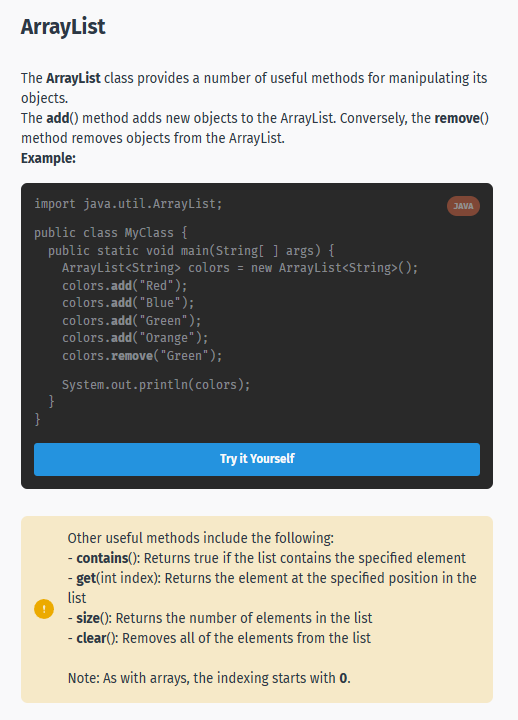 ArrayList
The ArrayList class provides a number of useful methods for manipulating its
objects.
The add() method adds new objects to the ArrayList. Conversely, the remove()
method removes objects from the ArrayList.
Example:
import java.util.ArrayList;
JAVA
public class MyClass {
public static void main(String[ ] args) {
ArrayList<String> colors = new ArrayList<String>();
colors.add("Red");
colors.add("Blue");
colors.add("Green");
colors.add("Orange");
colors.remove("Green");
System.out.println(colors);
}
}
Try it Yourself
Other useful methods include the following:
- contains(): Returns true if the list contains the specified element
- get(int index): Returns the element at the specified position in the
list
- size(): Returns the number of elements in the list
- clear(): Removes all of the elements from the list
Note: As with arrays, the indexing starts with 0.